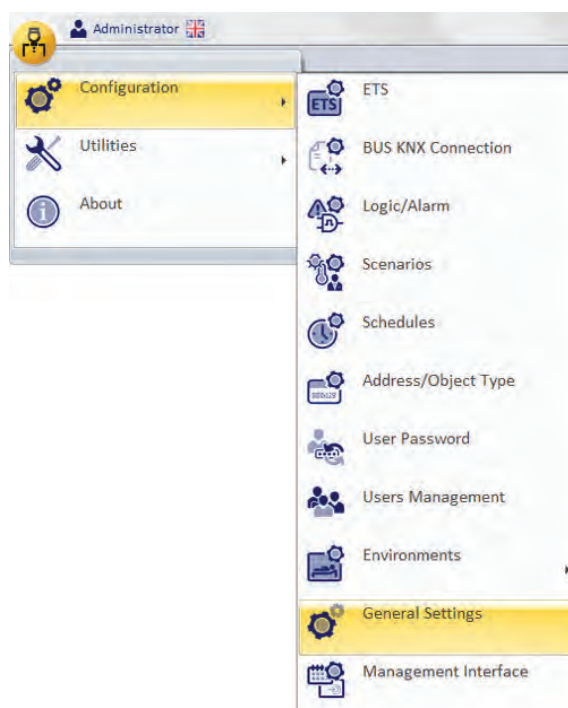 Administrator
Configuration
Utilities
About
ETS
ETS
BUS KNX Connection
Logic/Alarm
Scenarios
Schedules
Address/Object Type
User Password
Users Management
Environments
General Settings
Management Interface